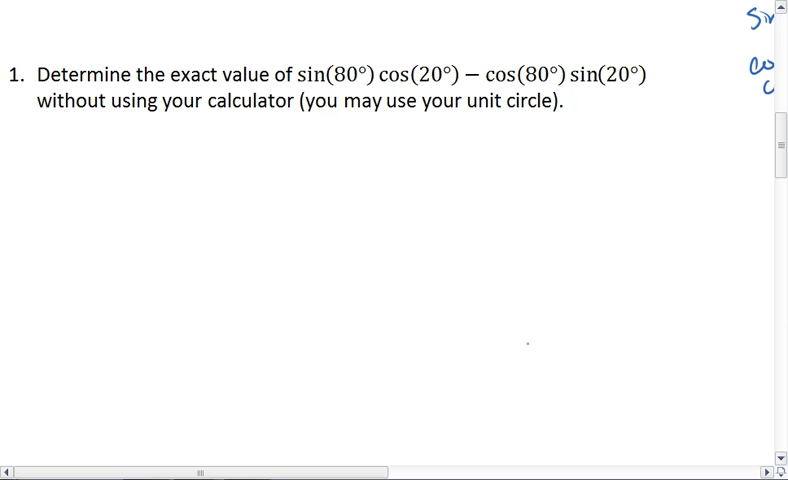 1. Determine the exact value of sin(80°) cos(20°) − cos(80°) sin(20°)
without using your calculator (you may use your unit circle).